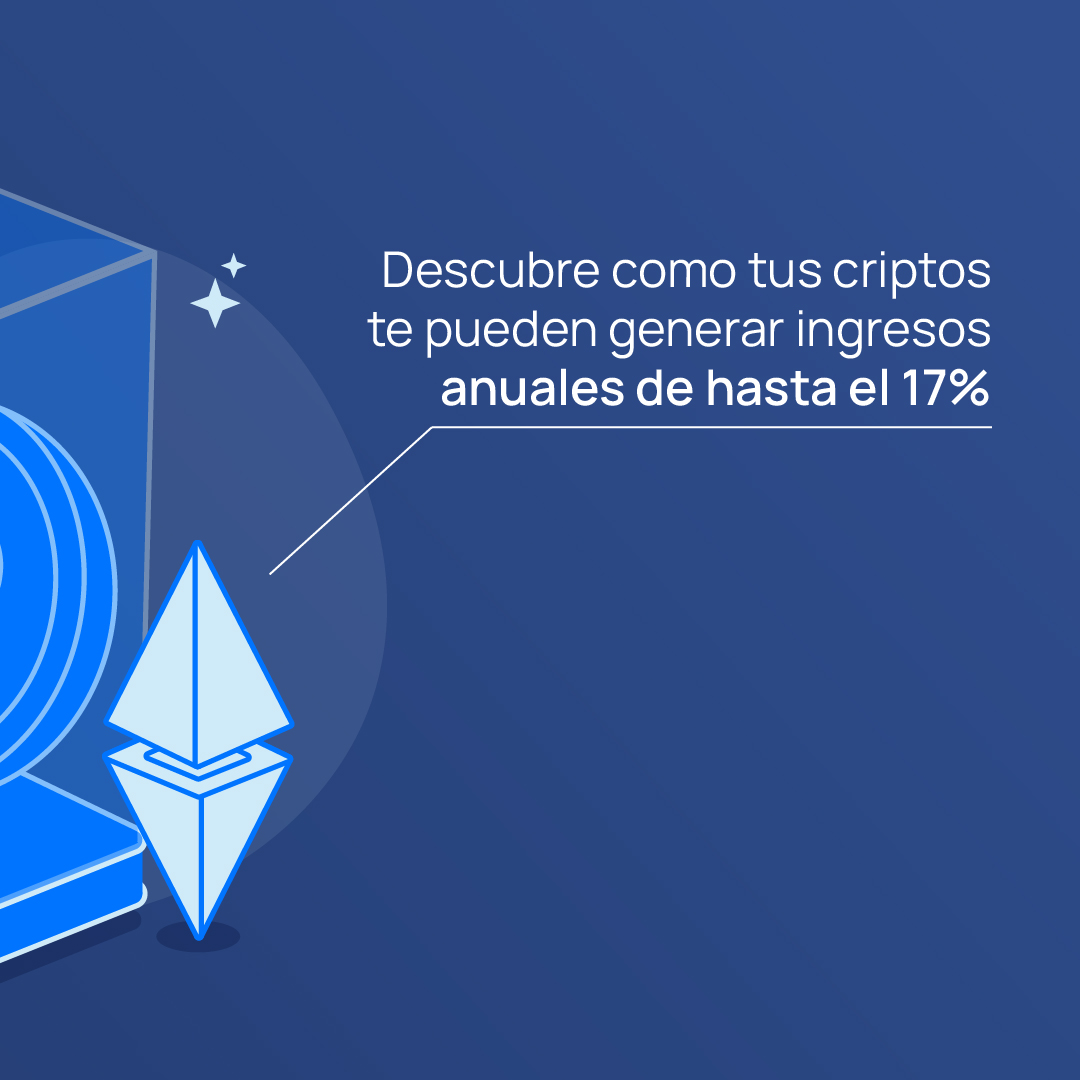 Descubre como tus criptos
te pueden generar ingresos
anuales de hasta el 17%